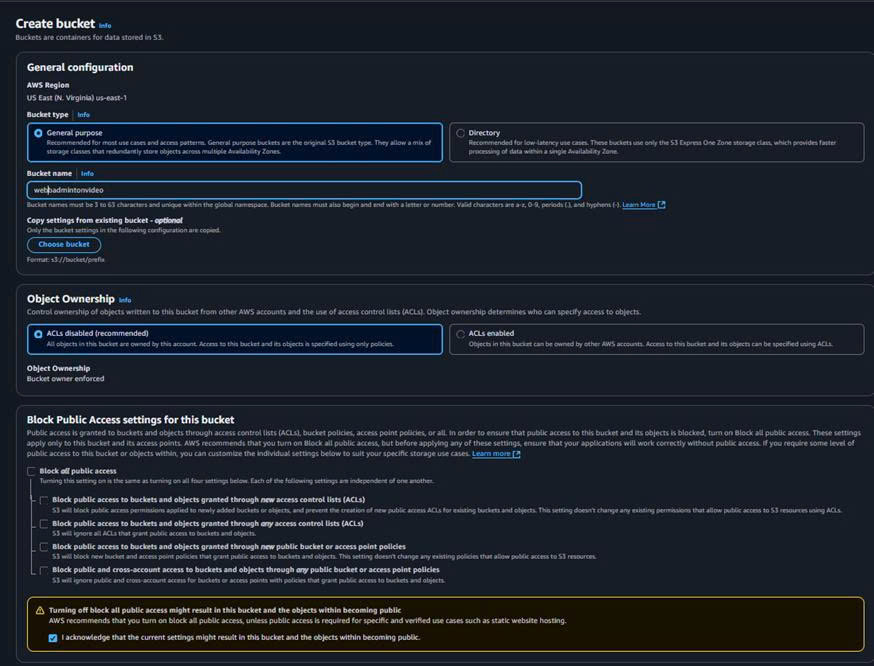 Create bucket Info
Buckets are containers for data stored in S3.
General configuration
AWS Region
US East (N. Virginia) us-east-1
Bucket type Info
General purpose
Recommended for most use cases and access patterns. General purpose buckets are the original S3 bucket type. They allow a mix of
storage classes that redundantly store objects across multiple Availability Zones.
Directory
Recommended for low-latency use cases. These buckets use only the S3 Express One Zone storage class, which provides faster
processing of data within a single Availability Zone.
Bucket name Info
webbadmintonvideo
Bucket names must be 3 to 63 characters and unique within the global namespace. Bucket names must also begin and end with a letter or number. Valid characters are a-z, 0-9, periods (.), and hyphens (-). Learn More
Copy settings from existing bucket - optional
Only the bucket settings in the following configuration are copied.
Choose bucket
Format: s3://bucket/prefix
Object Ownership Info
Control ownership of objects written to this bucket from other AWS accounts and the use of access control lists (ACLs). Object ownership determines who can specify access to objects.
ACLs disabled (recommended)
All objects in this bucket are owned by this account. Access to this bucket and its objects is specified using only policies.
ACLs enabled
Objects in this bucket can be owned by other AWS accounts. Access to this bucket and its objects can be specified using ACLs.
Object Ownership
Bucket owner enforced
Block Public Access settings for this bucket
Public access is granted to buckets and objects through access control lists (ACLs), bucket policies, access point policies, or all. In order to ensure that public access to this bucket and its objects is blocked, turn on Block all public access. These settings
apply only to this bucket and its access points. AWS recommends that you turn on Block all public access, but before applying any of these settings, ensure that your applications will work correctly without public access. If you require some level of
public access to this bucket or objects within, you can customize the individual settings below to suit your specific storage use cases. Learn more
Block all public access
Turning this setting on is the same as turning on all four settings below. Each of the following settings are independent of one another.
Block public access to buckets and objects granted through new access control lists (ACLs)
S3 will block public access permissions applied to newly added buckets or objects, and prevent the creation of new public access ACLs for existing buckets and objects. This setting doesn't change any existing permissions that allow public access to S3 resources using ACLs.
Block public access to buckets and objects granted through any access control lists (ACLs)
S3 will ignore all ACLs that grant public access to buckets and objects.
Block public access to buckets and objects granted through new public bucket or access point policies
S3 will block new bucket and access point policies that grant public access to buckets and objects. This setting doesn't change any existing policies that allow public access to S3 resources.
Block public and cross-account access to buckets and objects through any public bucket or access point policies
S3 will ignore public and cross-account access for buckets or access points with policies that grant public access to buckets and objects.
Turning off block all public access might result in this bucket and the objects within becoming public
AWS recommends that you turn on block all public access, unless public access is required for specific and verified use cases such as static website hosting.
I acknowledge that the current settings might result in this bucket and the objects within becoming public.